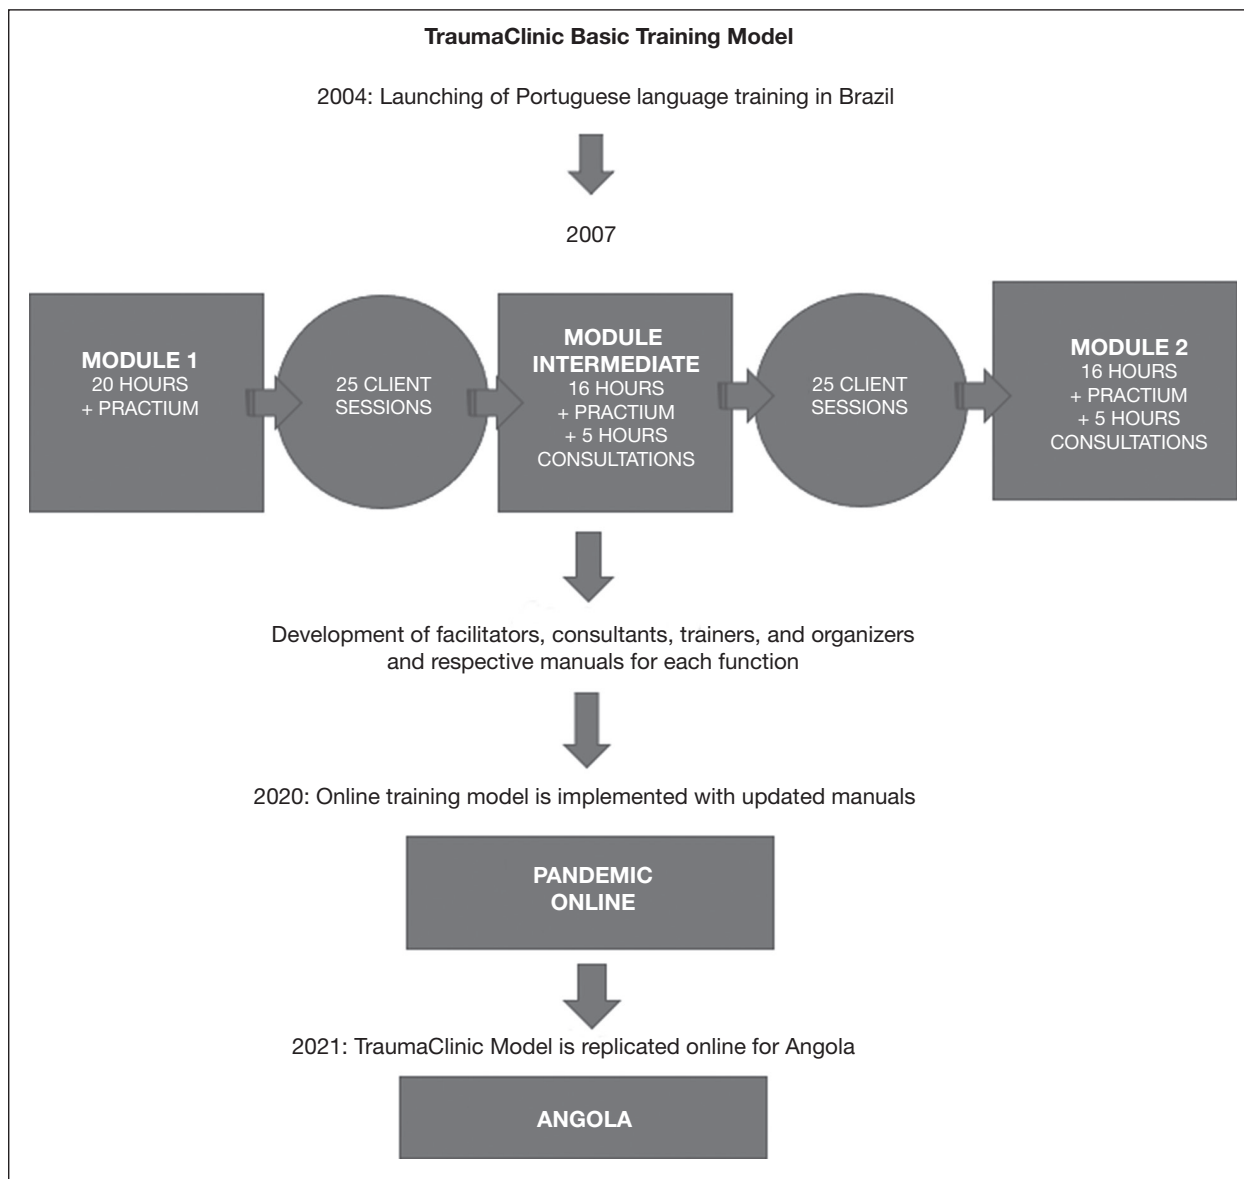 TraumaClinic Basic Training Model
2004: Launching of Portuguese language training in Brazil
2007
MODULE 1
20 HOURS
+ PRACTIUM
25 CLIENT
SESSIONS
MODULE
INTERMEDIATE
16 HOURS
+ PRACTIUM
+ 5 HOURS
CONSULTATIONS
25 CLIENT
SESSIONS
MODULE 2
16 HOURS
+ PRACTIUM
+ 5 HOURS
CONSULTATIONS
Development of facilitators, consultants, trainers, and organizers
and respective manuals for each function
2020: Online training model is implemented with updated manuals
PANDEMIC
ONLINE
2021: TraumaClinic Model is replicated online for Angola
ANGOLA